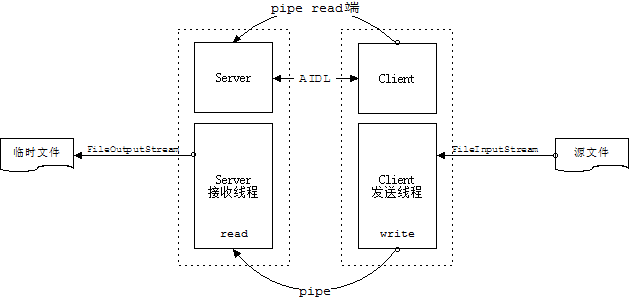 pipe read端
Server
AIDL
Client
临时文件
FileOutputStream
Server
接收线程
read
Client
发送线程
write
FileInputStream
源文件
pipe